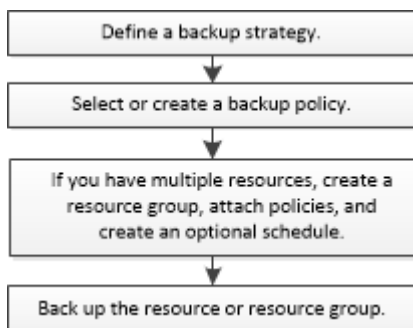 Define a backup strategy.
Select or create a backup policy.
If you have multiple resources, create a
resource group, attach policies, and
create an optional schedule.
Back up the resource or resource group.